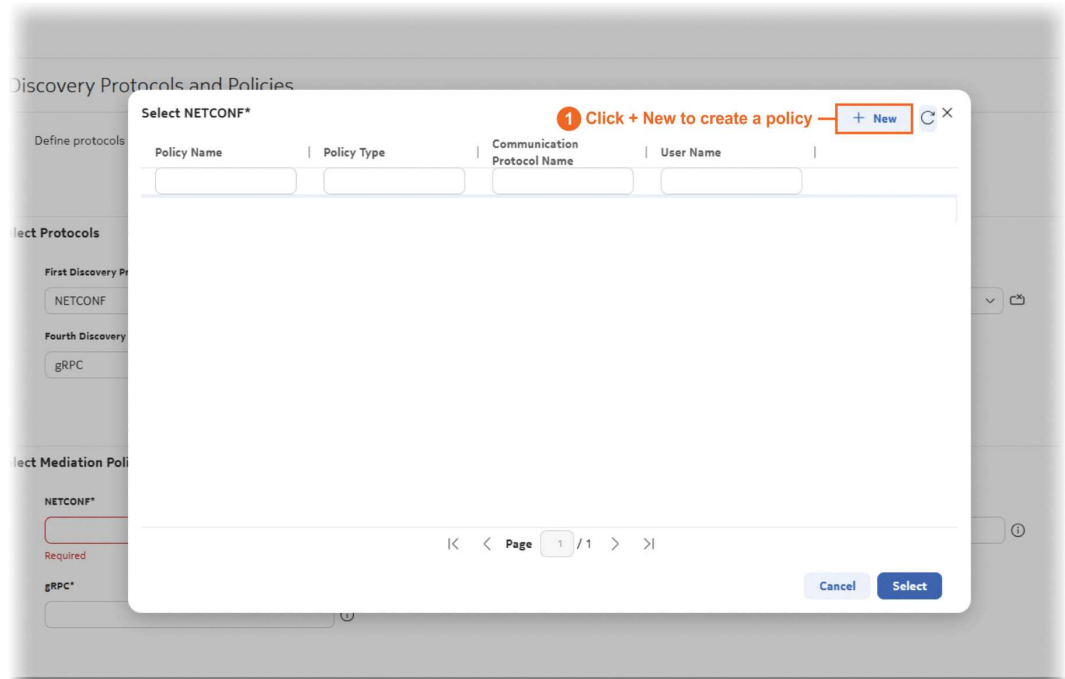 Discovery Protocols and Policies
Select NETCONF*
1 Click + New to create a policy
+ New
Define protocols
Policy Name
Policy Type
Communication
Protocol Name
User Name
lect Protocols
First Discovery Pr
NETCONF
Fourth Discovery
gRPC
lect Mediation Poli
NETCONF*
Required
Page 1 / 1
gRPC*
Cancel
Select